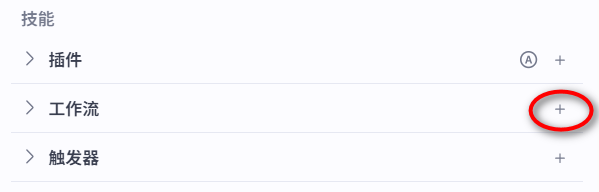 技能
插件 A +
工作流 +
触发器 +